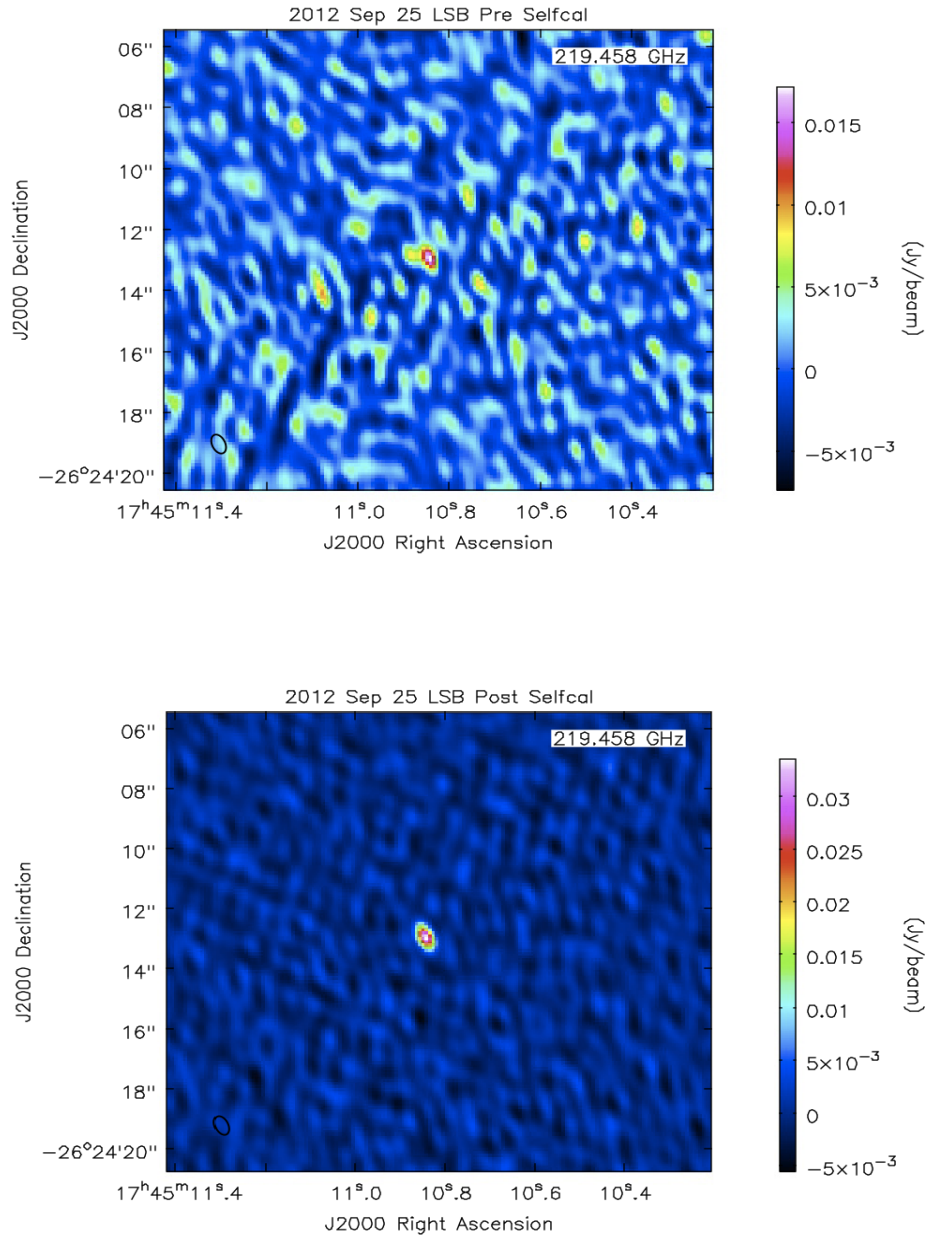 2012 Sep 25 LSB Pre Selfcal
219.458 GHz
06"
08"
10"
12"
14"
16"
18"
−26°24'20"
J2000 Declination
17ʰ45ᵐ11ˢ.4 11ˢ.0 10ˢ.8 10ˢ.6 10ˢ.4
J2000 Right Ascension
0.015
0.01
5×10⁻³
0
−5×10⁻³
(Jy/beam)
2012 Sep 25 LSB Post Selfcal
219.458 GHz
06"
08"
10"
12"
14"
16"
18"
−26°24'20"
J2000 Declination
17ʰ45ᵐ11ˢ.4 11ˢ.0 10ˢ.8 10ˢ.6 10ˢ.4
J2000 Right Ascension
0.03
0.025
0.02
0.015
0.01
5×10⁻³
0
−5×10⁻³
(Jy/beam)